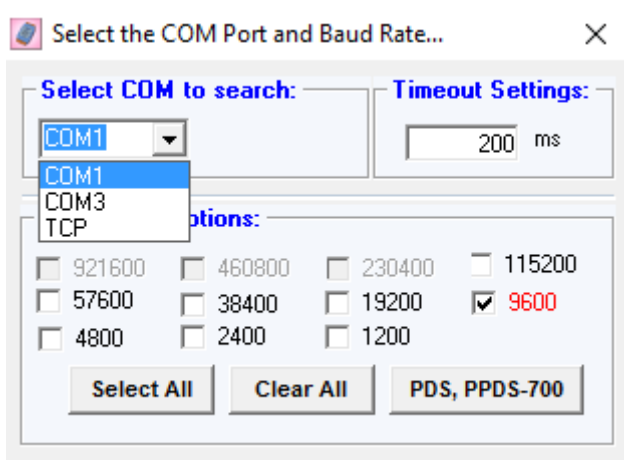 Select the COM Port and Baud Rate...
Select COM to search:
Timeout Settings:
COM1
200 ms
COM1
COM3
TCP
tions:
921600 460800 230400 115200
57600 38400 19200 9600
4800 2400 1200
Select All Clear All PDS, PPDS-700